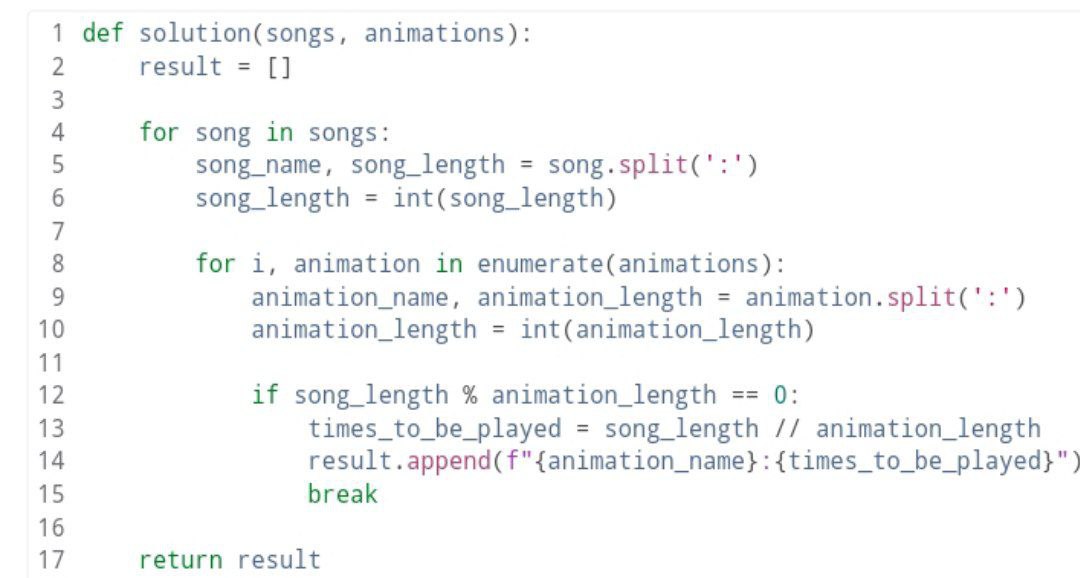 1 def solution(songs, animations):
2     result = []
3
4     for song in songs:
5         song_name, song_length = song.split(':')
6         song_length = int(song_length)
7
8         for i, animation in enumerate(animations):
9             animation_name, animation_length = animation.split(':')
10             animation_length = int(animation_length)
11
12             if song_length % animation_length == 0:
13                 times_to_be_played = song_length // animation_length
14                 result.append(f"{animation_name}:{times_to_be_played}")
15                 break
16
17     return result